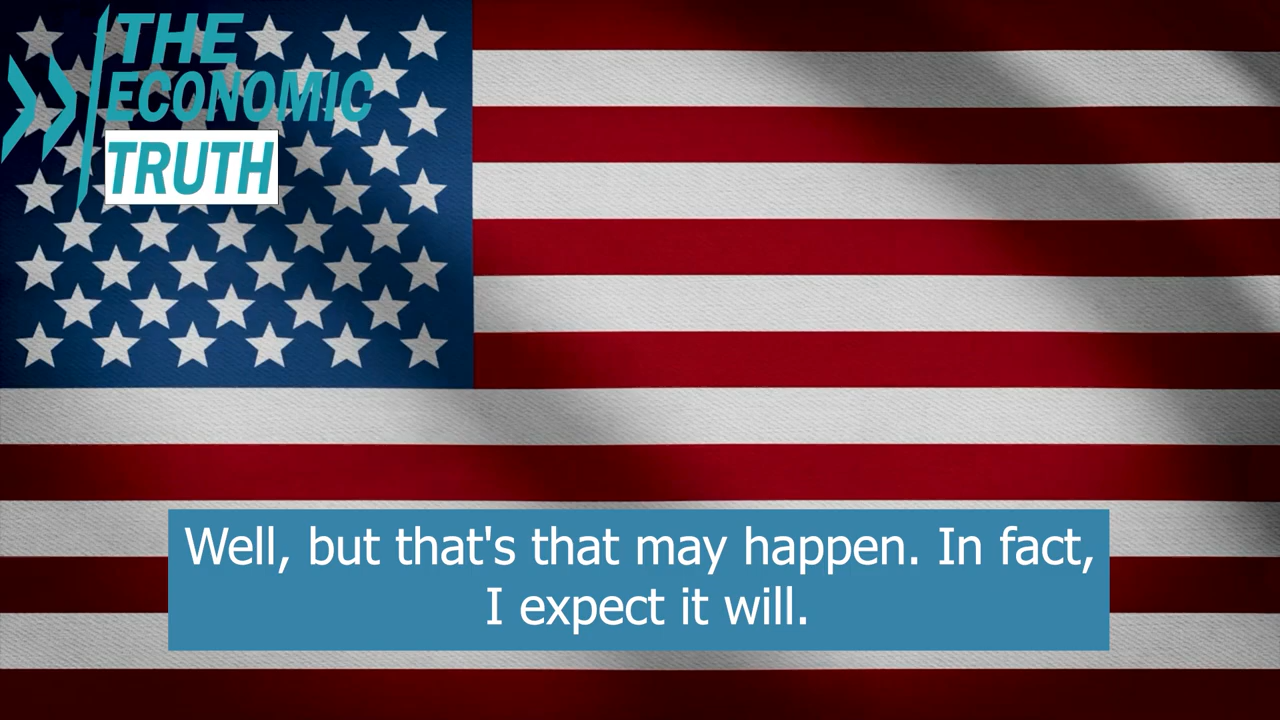 THE
ECONOMIC
TRUTH
Well, but that's that may happen. In fact,
I expect it will.